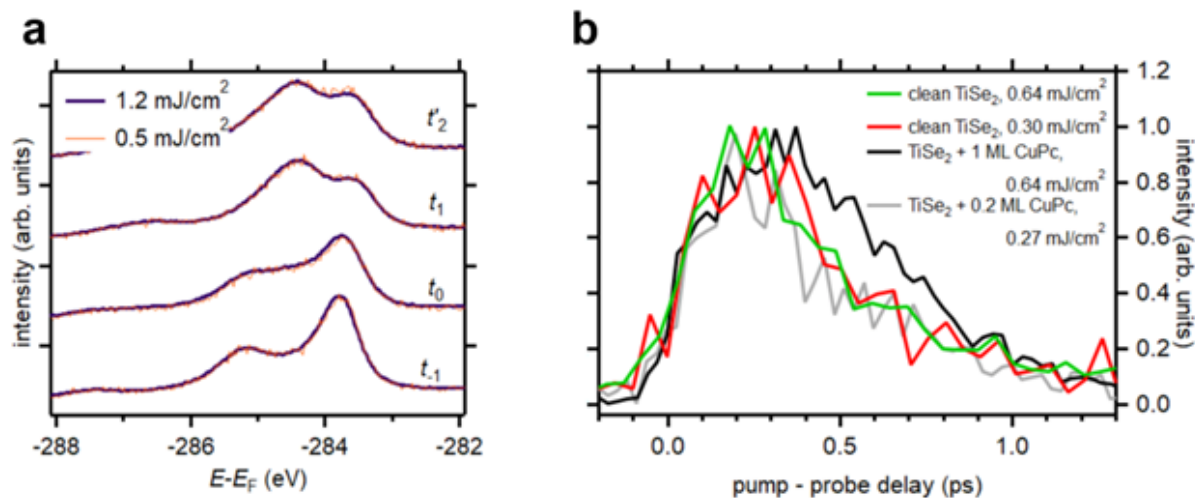 a
1.2 mJ/cm²
0.5 mJ/cm²
t'₂
t₁
t₀
t₋₁
intensity (arb. units)
-288
-286
-284
-282
E-E_F (eV)
b
clean TiSe₂, 0.64 mJ/cm²
clean TiSe₂, 0.30 mJ/cm²
TiSe₂ + 1 ML CuPc,
0.64 mJ/cm²
TiSe₂ + 0.2 ML CuPc,
0.27 mJ/cm²
1.2
1.0
0.8
0.6
0.4
0.2
0.0
intensity (arb. units)
0.0
0.5
1.0
pump - probe delay (ps)